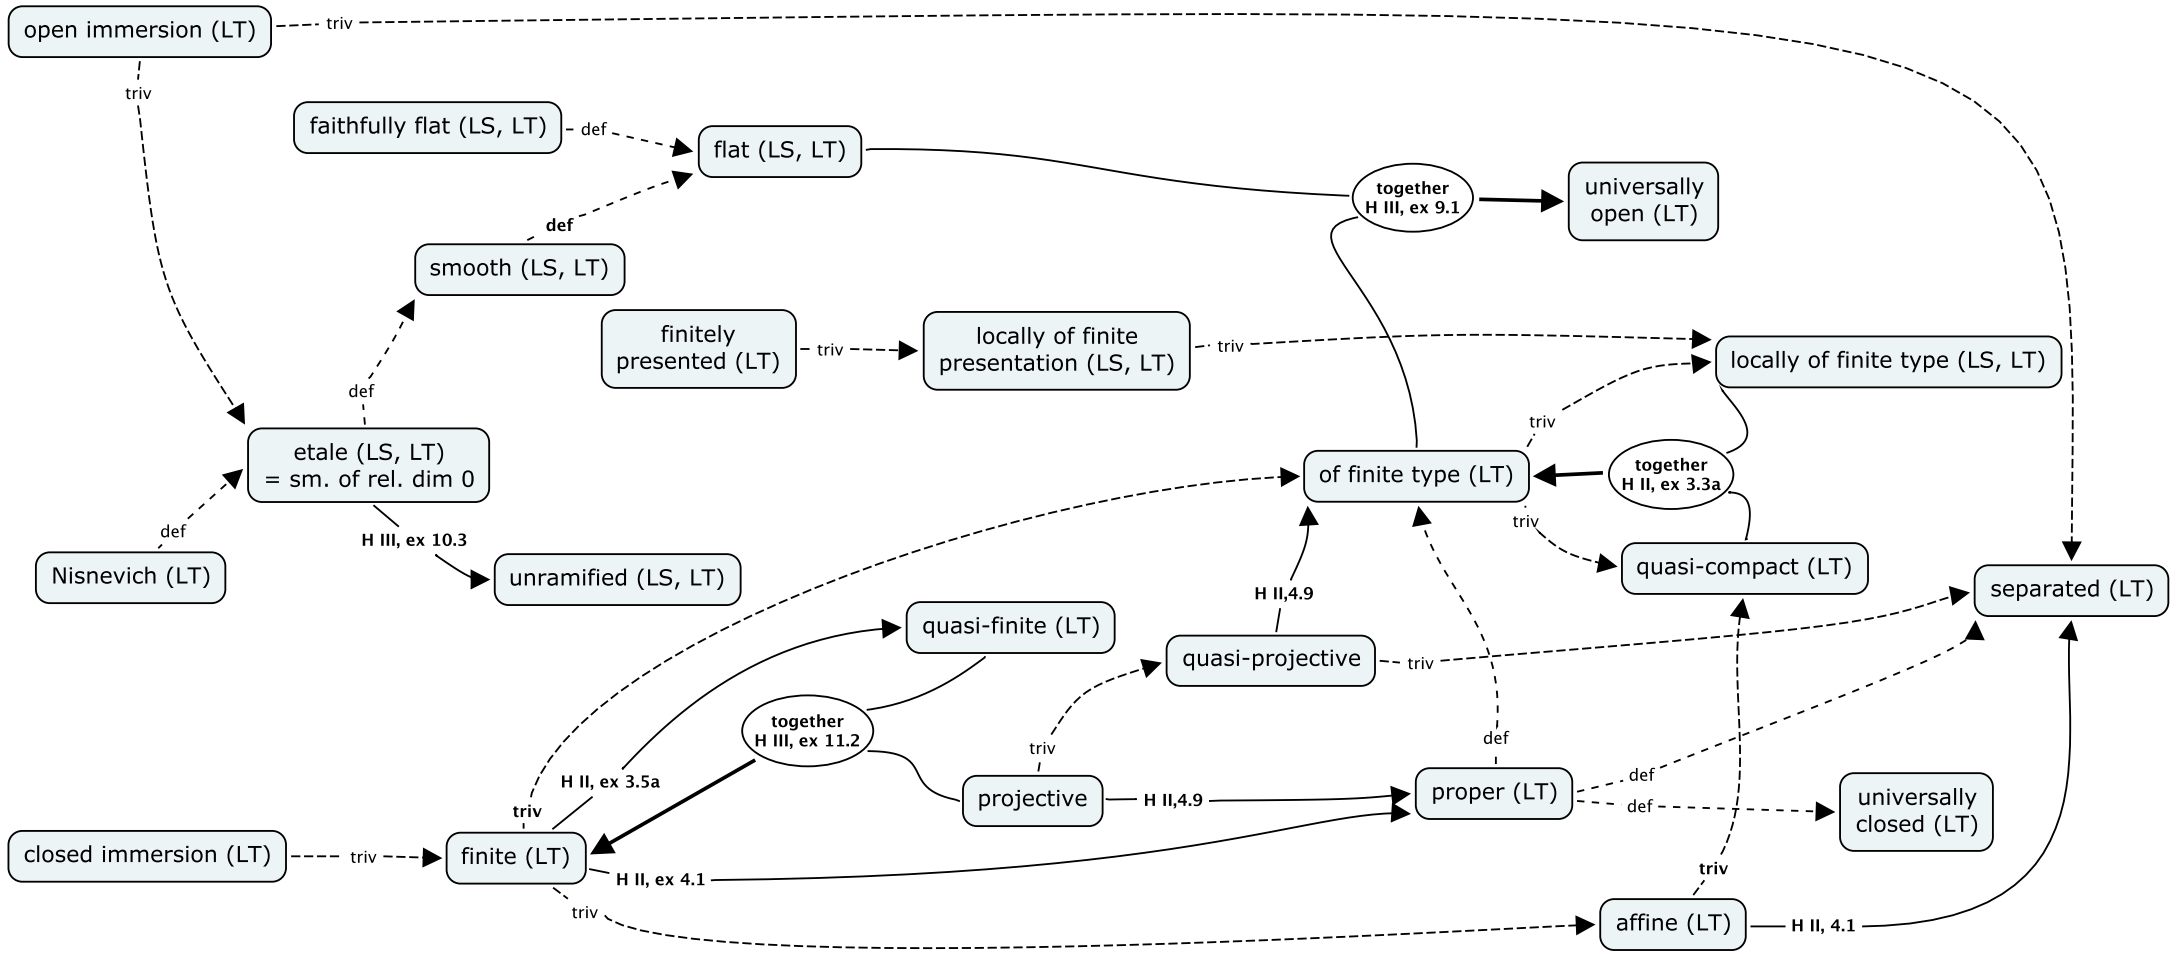 open immersion (LT)
triv
triv
faithfully flat (LS, LT)
def
flat (LS, LT)
together
H III, ex 9.1
universally
open (LT)
def
smooth (LS, LT)
finitely
presented (LT)
triv
locally of finite
presentation (LS, LT)
triv
locally of finite type (LS, LT)
def
triv
etale (LS, LT)
= sm. of rel. dim 0
of finite type (LT)
together
H II, ex 3.3a
def
H III, ex 10.3
triv
Nisnevich (LT)
unramified (LS, LT)
quasi-compact (LT)
separated (LT)
H II,4.9
quasi-finite (LT)
quasi-projective
triv
together
H III, ex 11.2
triv
def
H II, ex 3.5a
def
triv
projective
H II,4.9
proper (LT)
def
universally
closed (LT)
closed immersion (LT)
triv
finite (LT)
H II, ex 4.1
triv
triv
affine (LT)
H II, 4.1